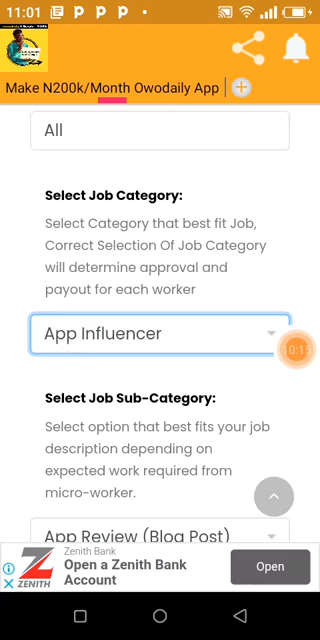 11:01
Make N200k/Month Owodaily App
All
Select Job Category:
Select Category that best fit Job,
Correct Selection Of Job Category
will determine approval and
payout for each worker
App Influencer
10:15
Select Job Sub-Category:
Select option that best fits your job
description depending on
expected work required from
micro-worker.
App Review (Blog Post)
Zenith Bank
Open a Zenith Bank
Account
Open
ZENITH